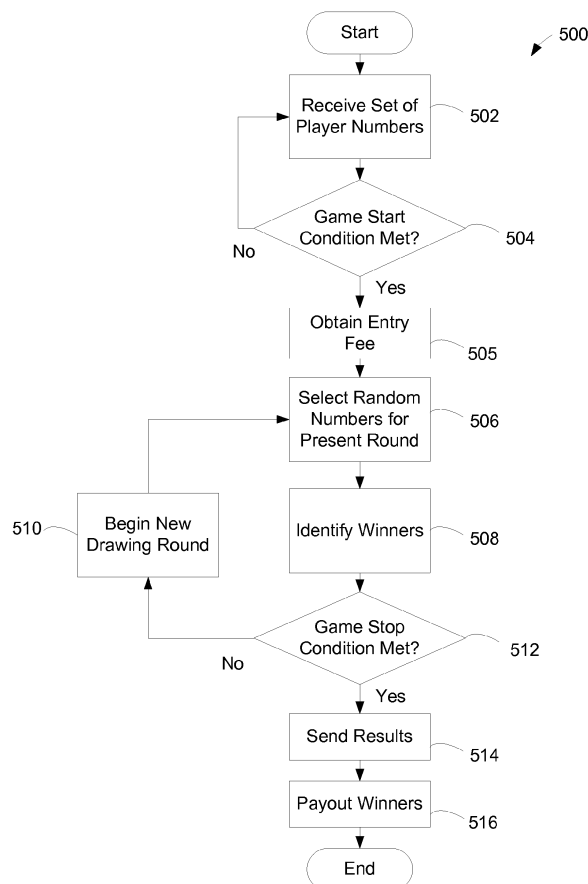 Start
500
Receive Set of
Player Numbers
502
Game Start
Condition Met?
504
No
Yes
Obtain Entry
Fee
505
Select Random
Numbers for
Present Round
506
510
Begin New
Drawing Round
Identify Winners
508
Game Stop
Condition Met?
512
No
Yes
Send Results
514
Payout Winners
516
End